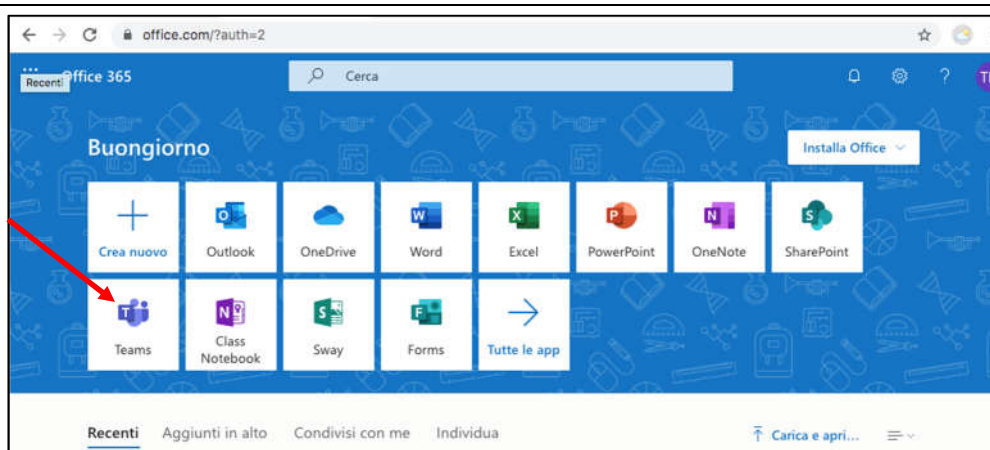 office.com/?auth=2
Office 365
Recenti
Cerca
?
Buongiorno
Installa Office
Crea nuovo
Outlook
OneDrive
Word
Excel
PowerPoint
OneNote
SharePoint
Teams
Class
Notebook
Sway
Forms
Tutte le app
Recenti Aggiunti in alto Condivisi con me Individua
Carica e apri...